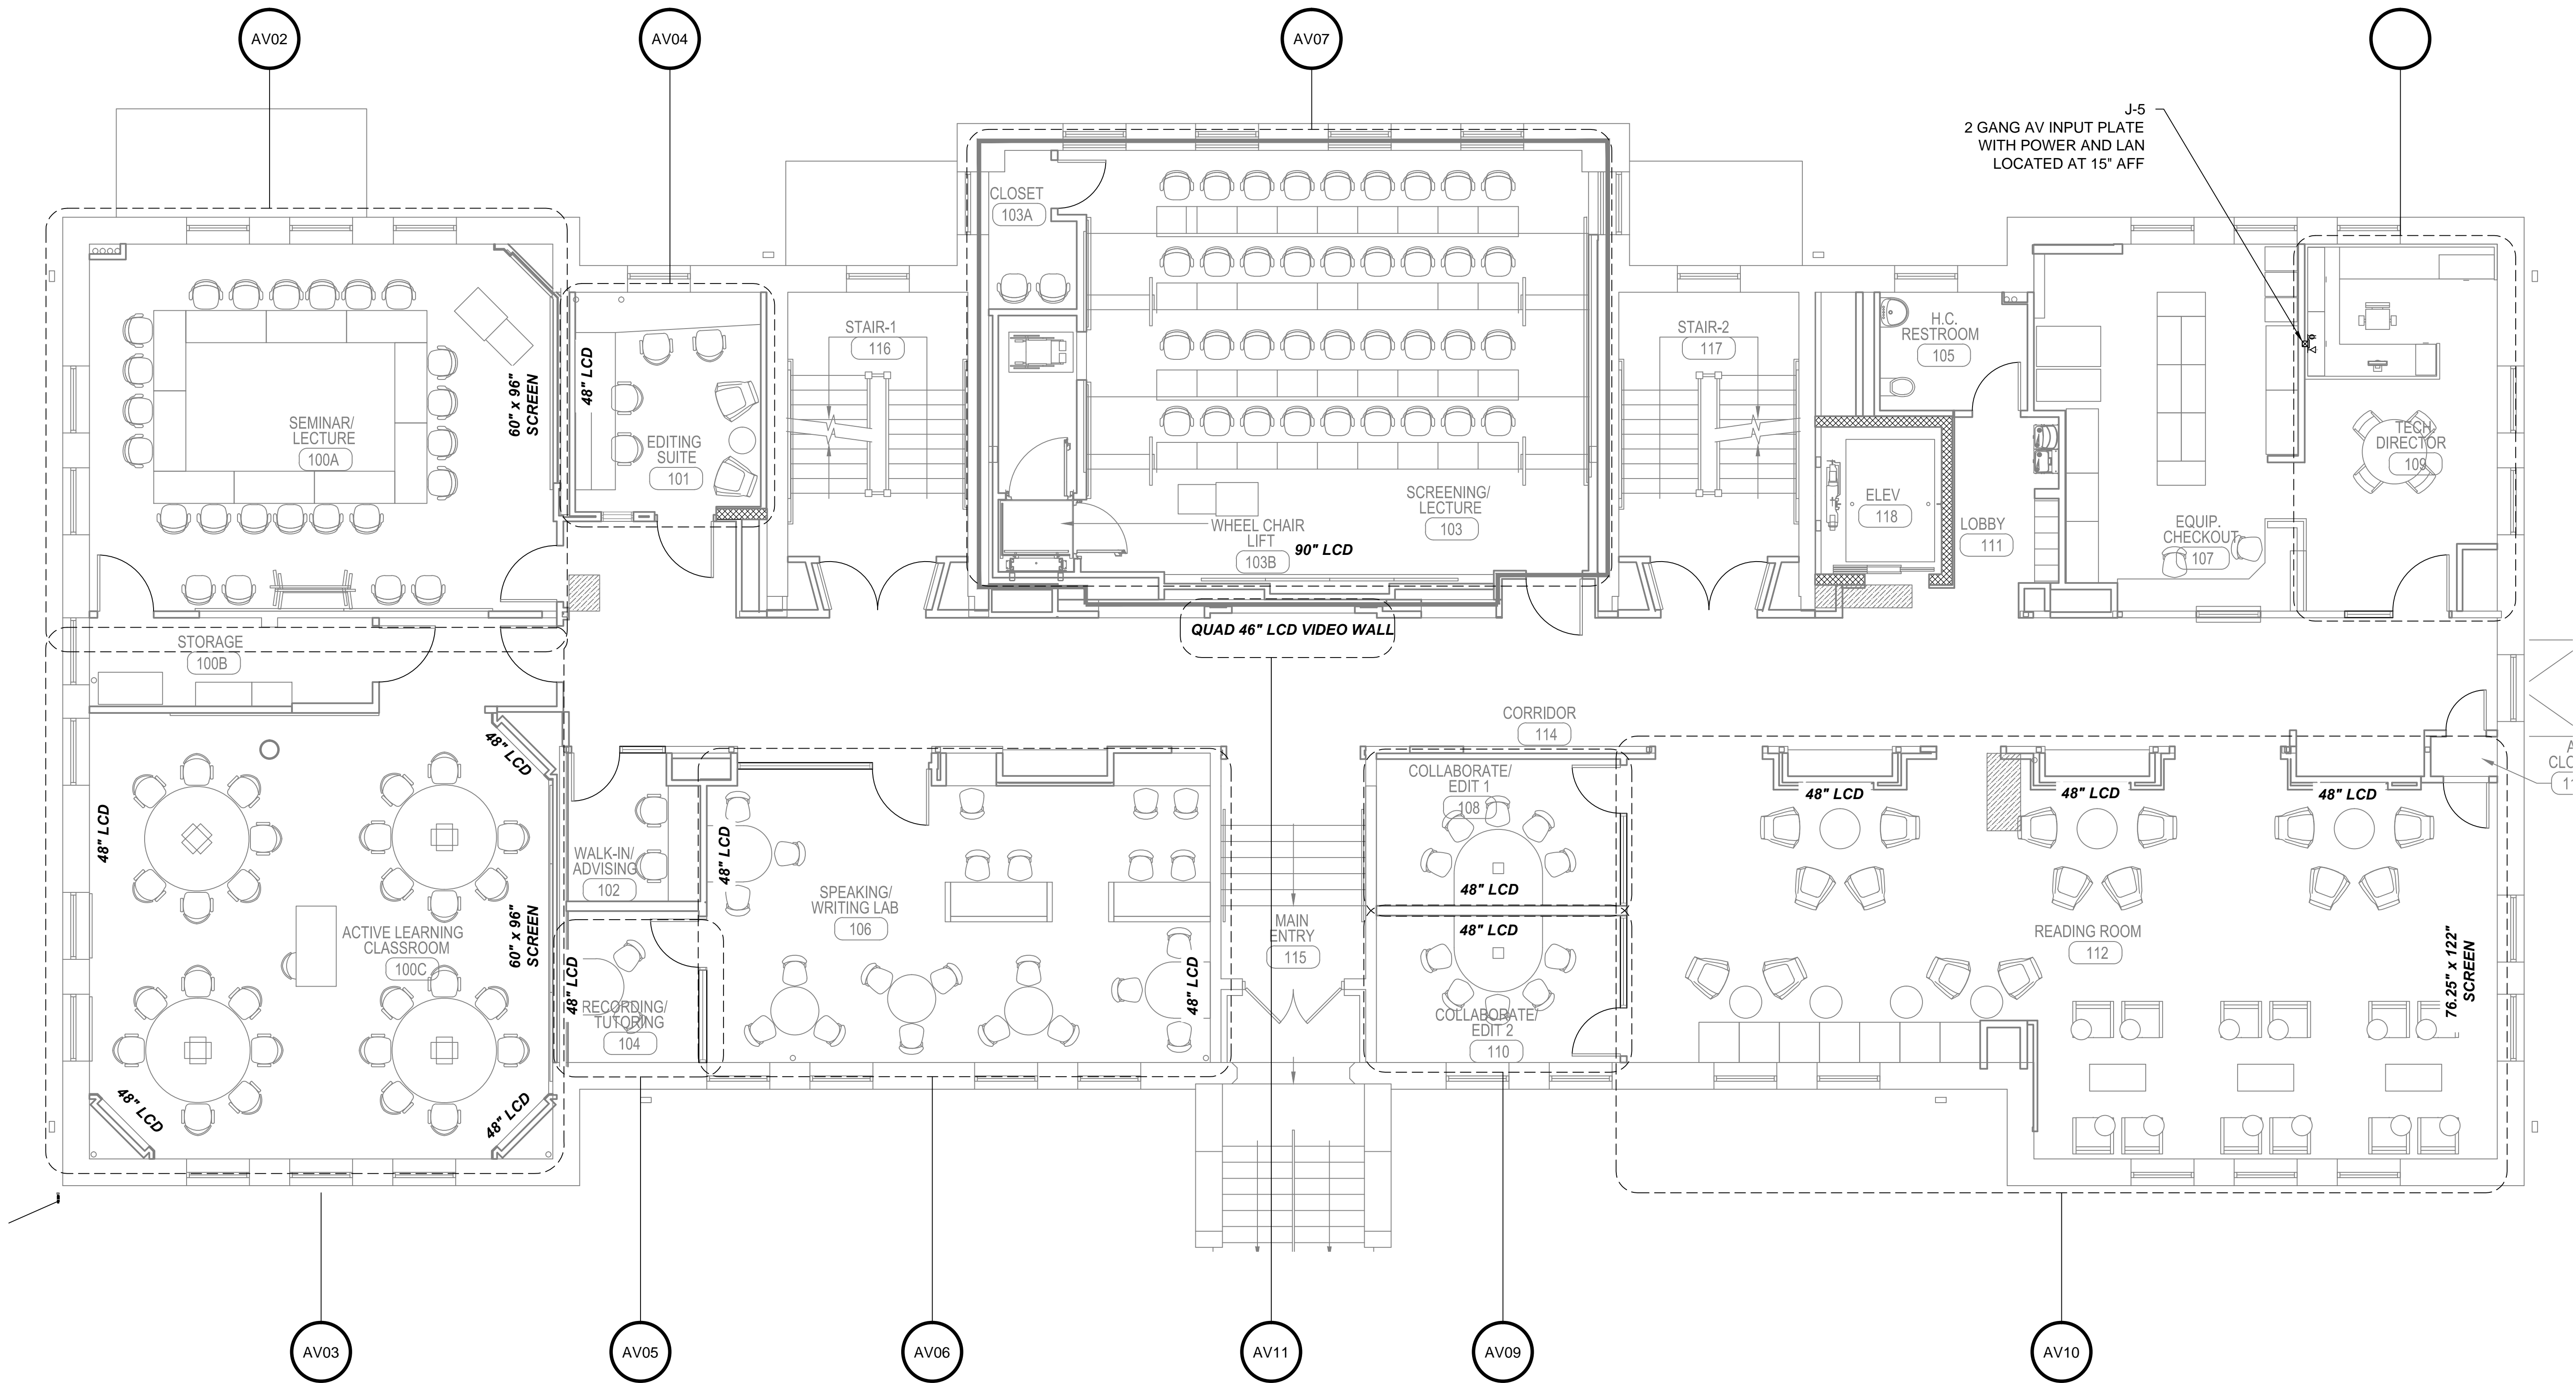 AV02
AV04
AV07
J-5
2 GANG AV INPUT PLATE
WITH POWER AND LAN
LOCATED AT 15" AFF
CLOSET
103A
STAIR-1
116
STAIR-2
117
H.C.
RESTROOM
105
48" LCD
60" x 96"
SCREEN
SEMINAR/
LECTURE
100A
EDITING
SUITE
101
TECH.
DIRECTOR
109
SCREENING/
LECTURE
103
ELEV
118
WHEEL CHAIR
LIFT
103B
90" LCD
LOBBY
111
EQUIP.
CHECKOUT
107
QUAD 46" LCD VIDEO WALL
STORAGE
100B
CORRIDOR
114
48" LCD
48" LCD
COLLABORATE/
EDIT 1
108
48" LCD
48" LCD
48" LCD
A
CLO
11
WALK-IN/
ADVISING
102
48" LCD
SPEAKING/
WRITING LAB
106
48" LCD
48" LCD
MAIN
ENTRY
115
READING ROOM
112
76.25" x 122"
SCREEN
ACTIVE LEARNING
CLASSROOM
100C
60" x 96"
SCREEN
48" LCD
RECORDING/
TUTORING
104
48" LCD
COLLABORATE/
EDIT 2
110
48" LCD
48" LCD
AV03
AV05
AV06
AV11
AV09
AV10